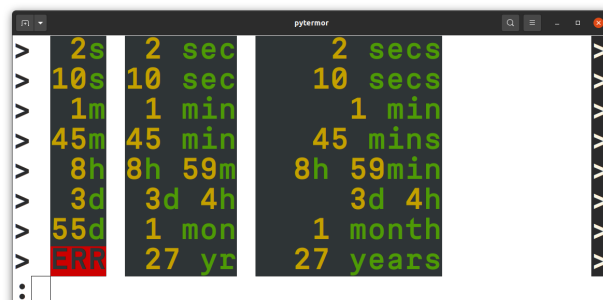 pytermor
> 2s 2 sec 2 secs >
> 10s 10 sec 10 secs >
> 1m 1 min 1 min >
> 45m 45 min 45 mins >
> 8h 8h 59m 8h 59min >
> 3d 3d 4h 3d 4h >
> 55d 1 mon 1 month >
> ERR 27 yr 27 years >
: